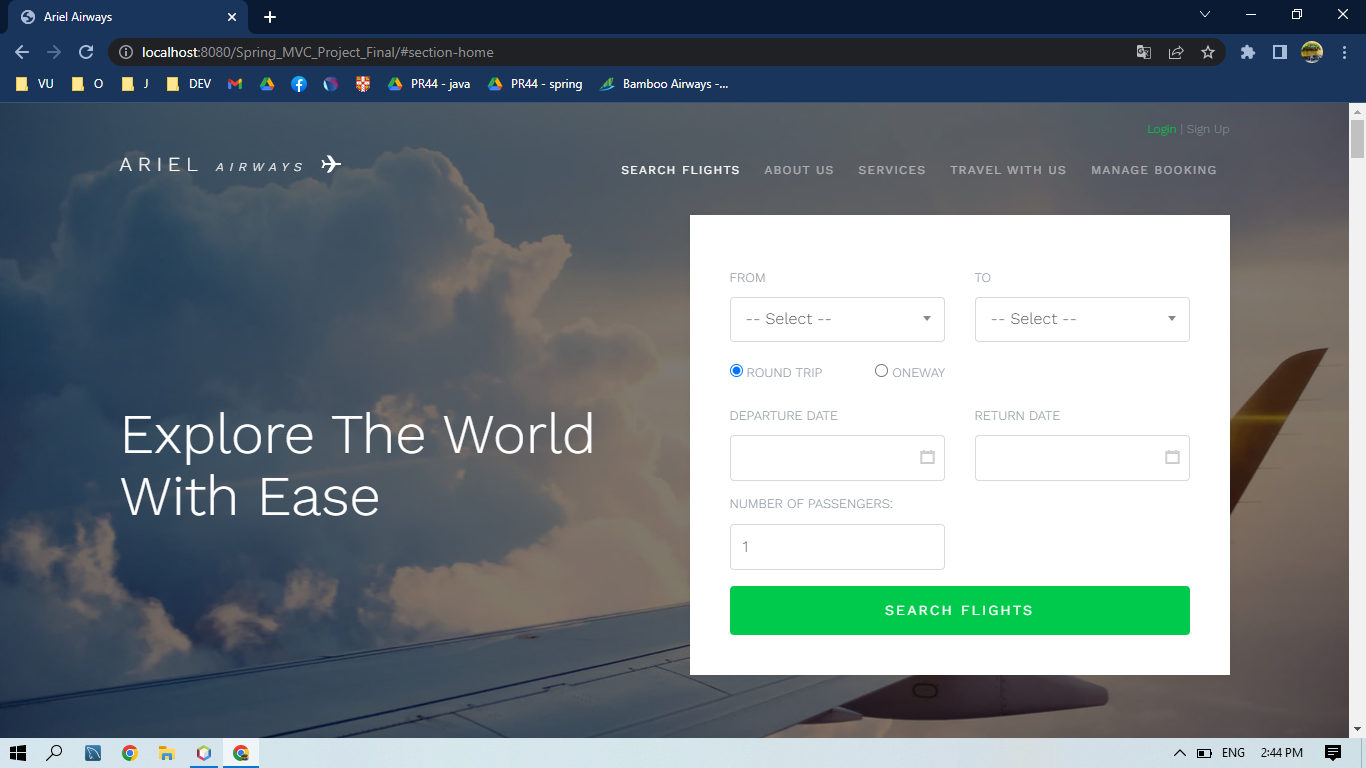 Ariel Airways
localhost:8080/Spring_MVC_Project_Final/#section-home
VU O J DEV PR44 - java PR44 - spring Bamboo Airways -...
Login | Sign Up
ARIEL AIRWAYS
SEARCH FLIGHTS ABOUT US SERVICES TRAVEL WITH US MANAGE BOOKING
FROM TO
-- Select -- -- Select --
ROUND TRIP ONEWAY
DEPARTURE DATE RETURN DATE
Explore The World
With Ease
NUMBER OF PASSENGERS:
1
SEARCH FLIGHTS
ENG 2:44 PM